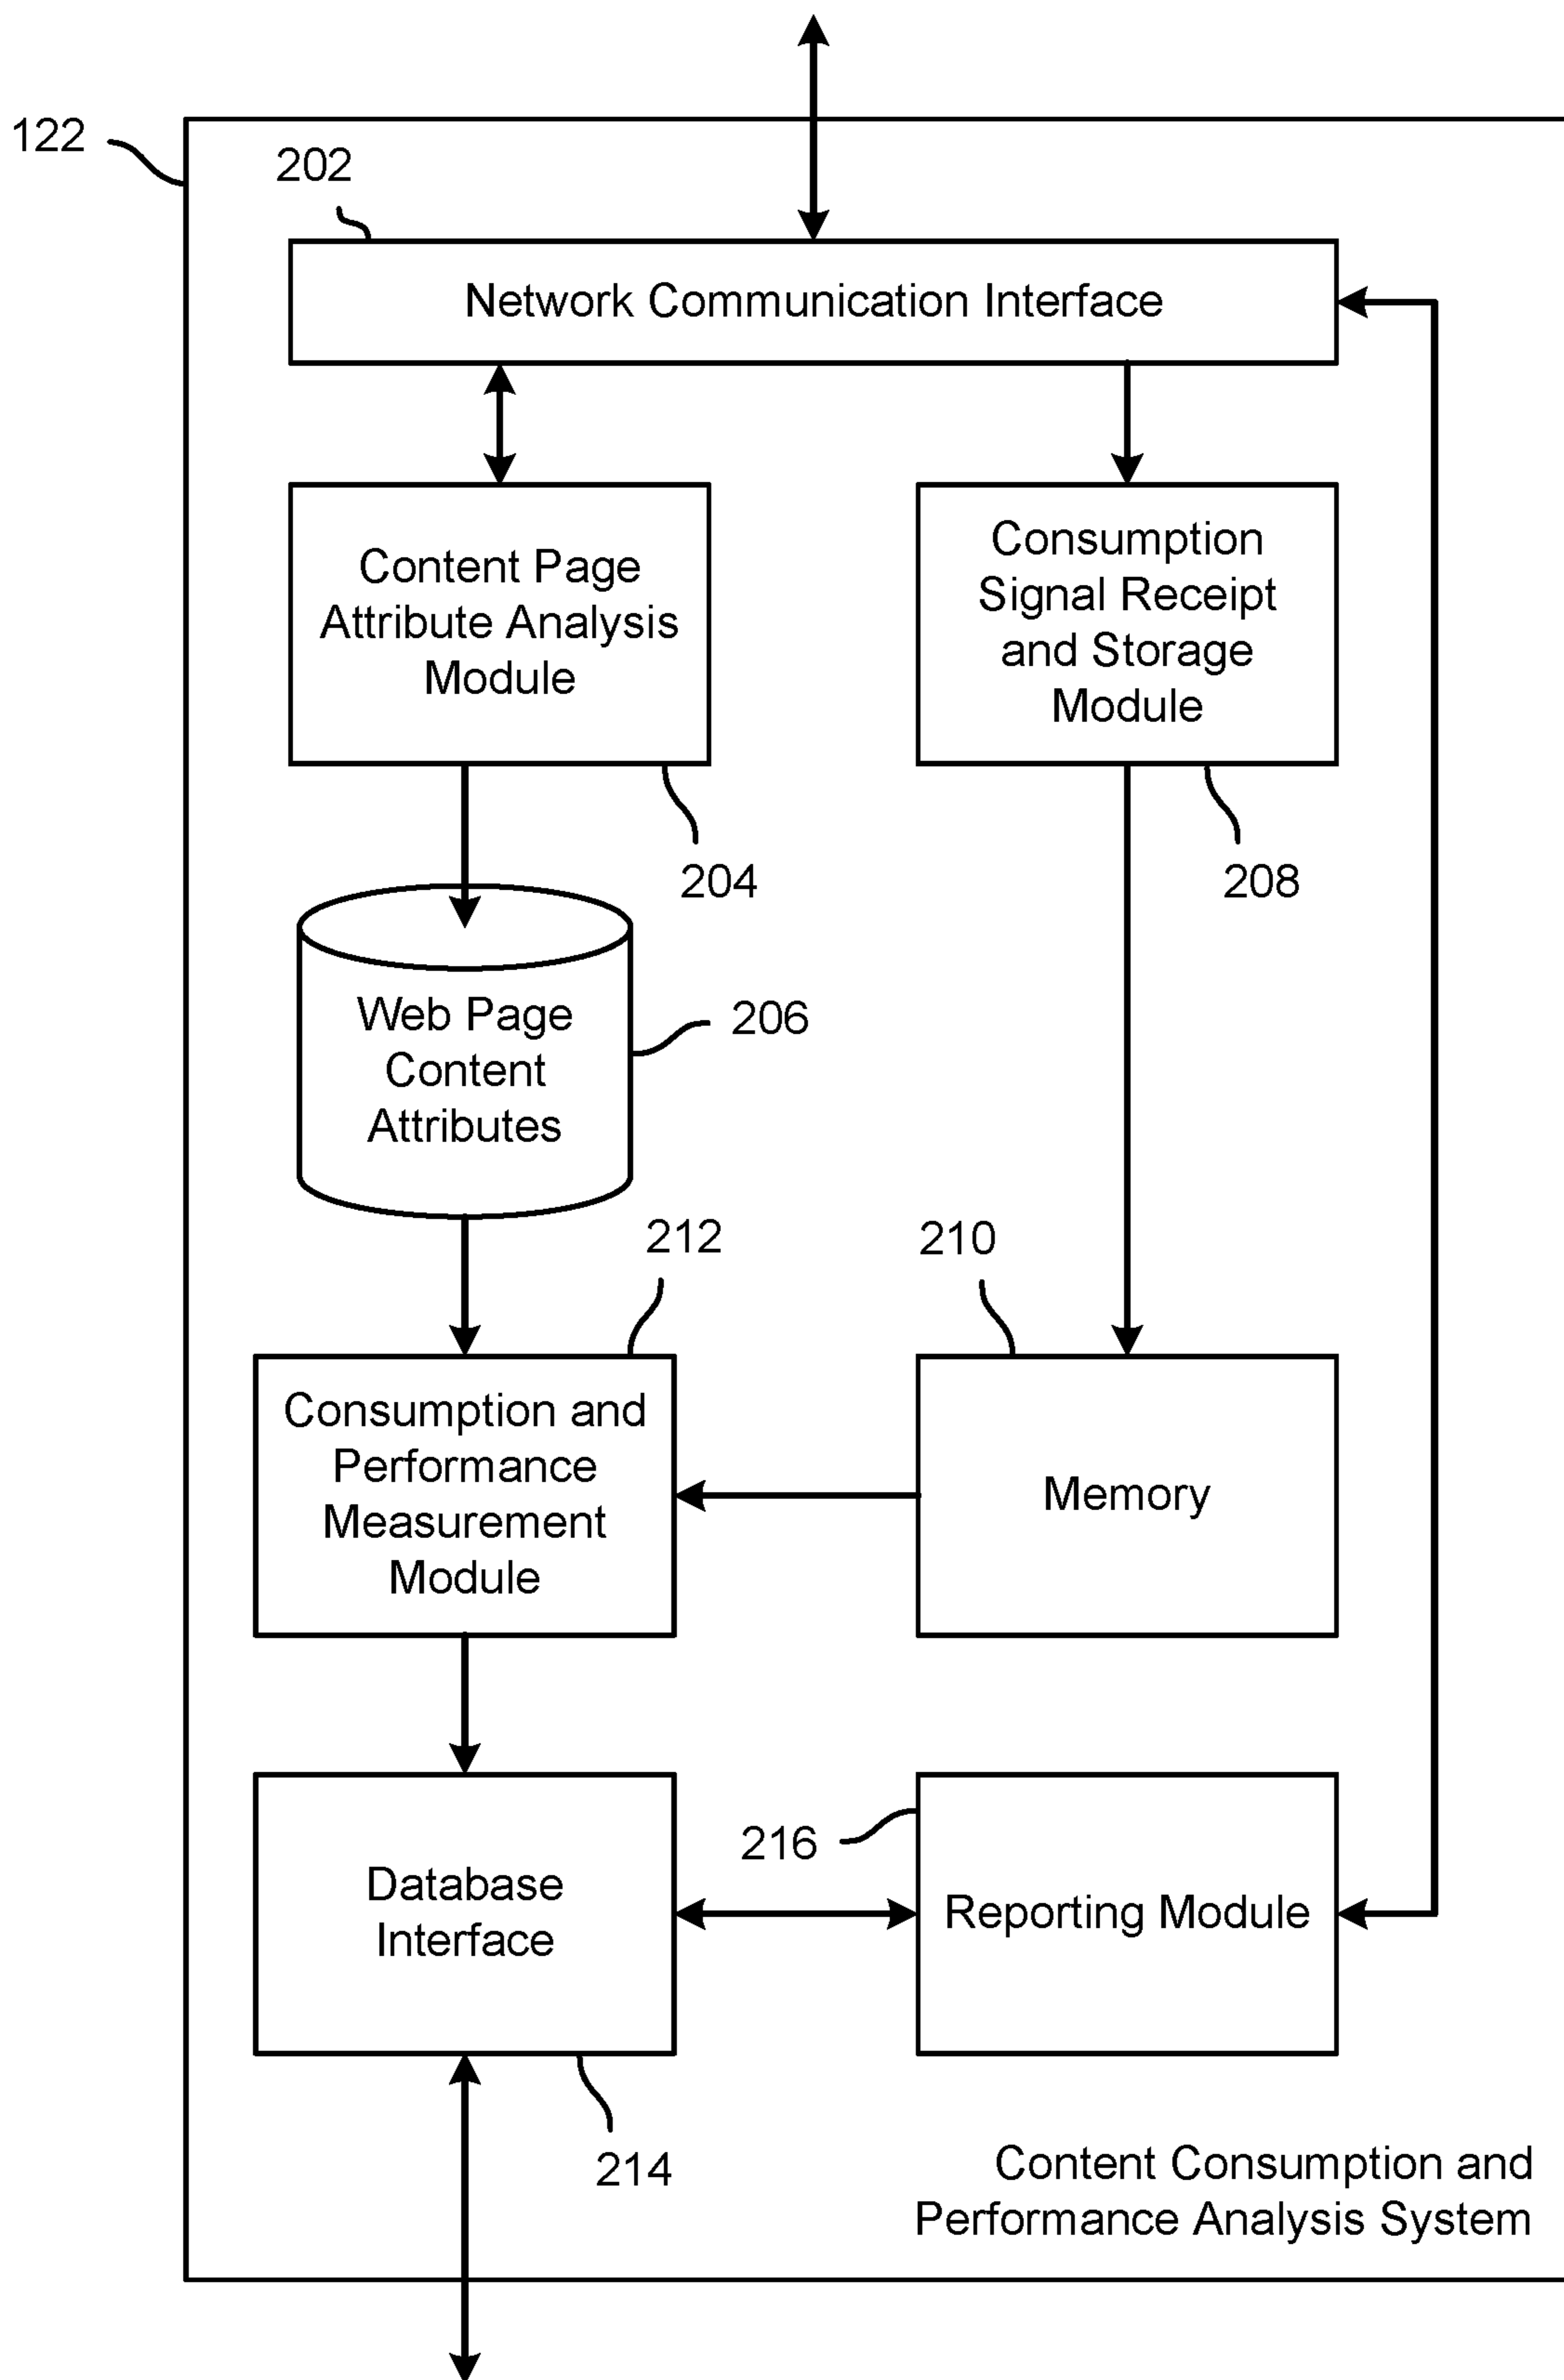 122
202
Network Communication Interface
Content Page
Attribute Analysis
Module
Consumption
Signal Receipt
and Storage
Module
204
208
Web Page
Content
Attributes
206
212
210
Consumption and
Performance
Measurement
Module
Memory
Database
Interface
216
Reporting Module
214
Content Consumption and
Performance Analysis System